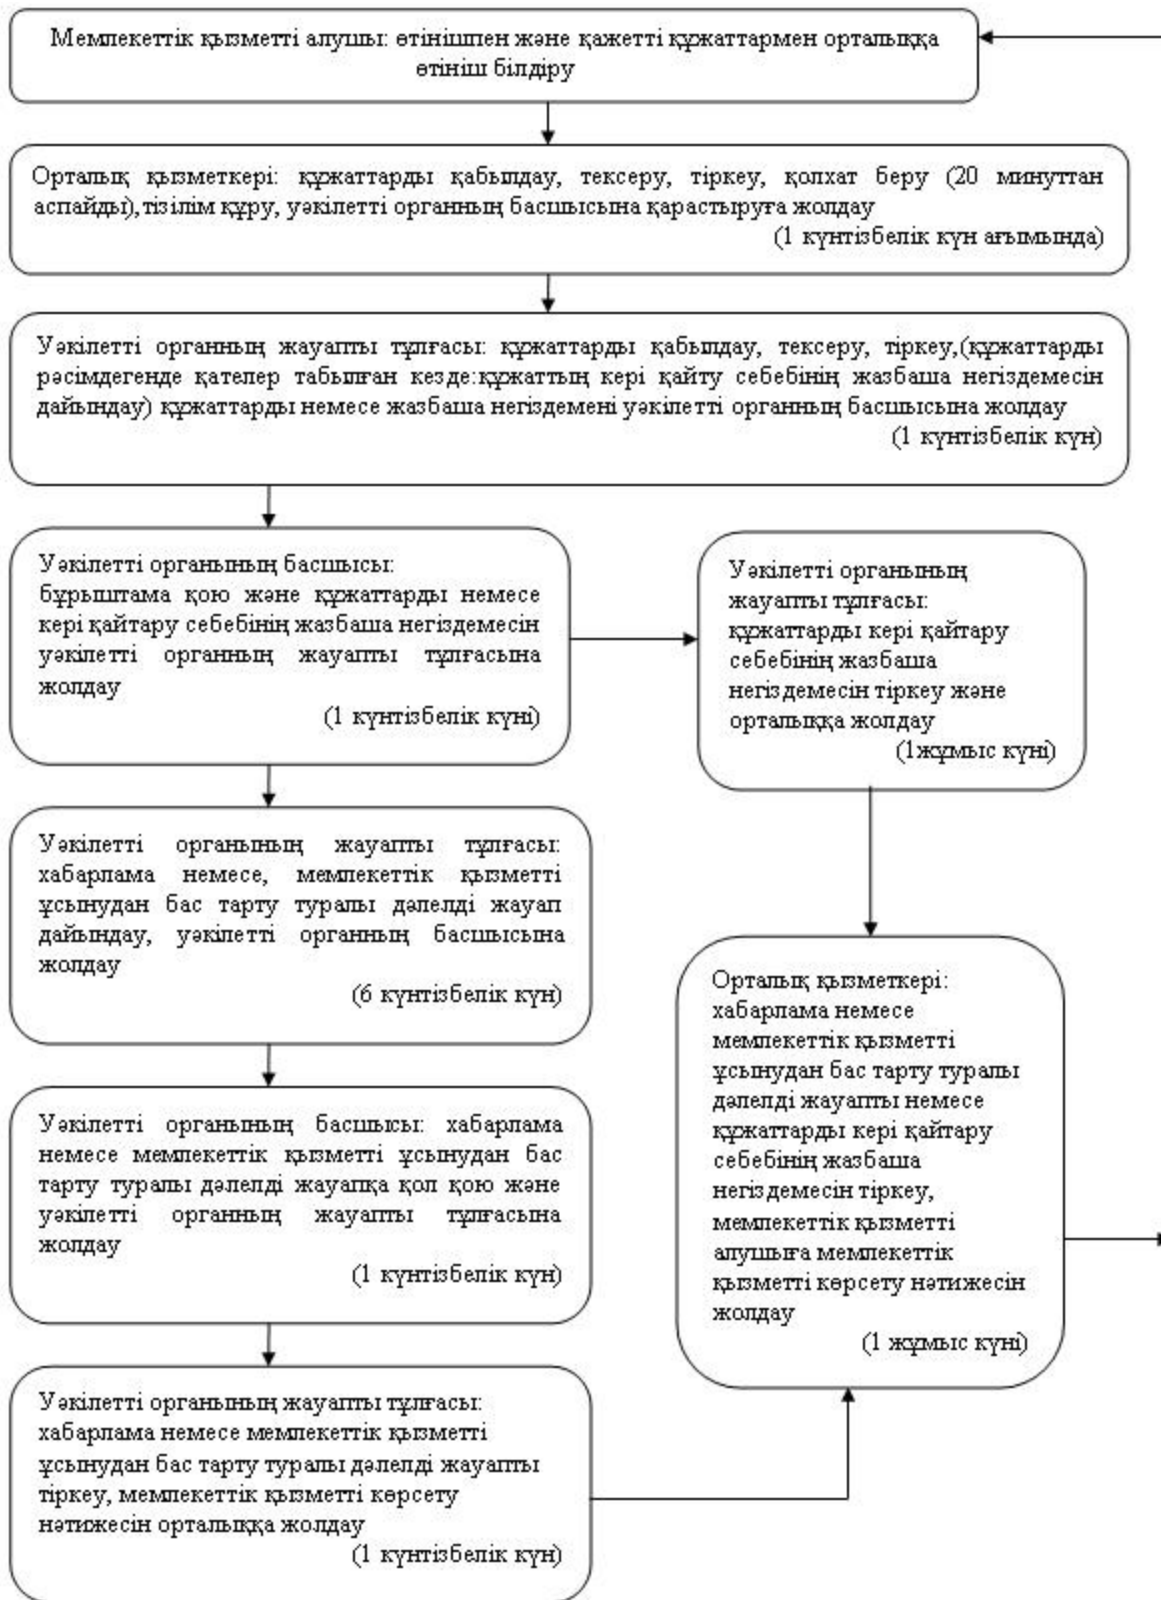 Мемлекеттік қызметті алушы: өтінішпен және қажетті құжаттармен орталыққа
өтініш білдіру
Орталық қызметкері: құжаттарды қабылдау, тексеру, тіркеу, қолхат беру (20 минуттан
аспайды),тізілім құру, уәкілетті органның басшысына қарастыруға жолдау
(1 күнтізбелік күн ағымында)
Уәкілетті органның жауапты тұлғасы: құжаттарды қабылдау, тексеру, тіркеу,(құжаттарды
рәсімдегенде қателер табылған кезде:құжаттың кері қайту себебінің жазбаша негіздемесін
дайындау) құжаттарды немесе жазбаша негіздемені уәкілетті органның басшысына жолдау
(1 күнтізбелік күн)
Уәкілетті органының басшысы:
бұрыштама қою және құжаттарды немесе
кері қайтару себебінің жазбаша негіздемесін
уәкілетті органның жауапты тұлғасына
жолдау
(1 күнтізбелік күні)
Уәкілетті органының
жауапты тұлғасы:
құжаттарды кері қайтару
себебінің жазбаша
негіздемесін тіркеу және
орталыққа жолдау
(1жұмыс күні)
Уәкілетті органының жауапты тұлғасы:
хабарлама немесе, мемлекеттік қызметті
ұсынудан бас тарту туралы дәлелді жауап
дайындау, уәкілетті органның басшысына
жолдау
(6 күнтізбелік күн)
Уәкілетті органының басшысы: хабарлама
немесе мемлекеттік қызметті ұсынудан бас
тарту туралы дәлелді жауапқа қол қою және
уәкілетті органның жауапты тұлғасына
жолдау
(1 күнтізбелік күн)
Уәкілетті органының жауапты тұлғасы:
хабарлама немесе мемлекеттік қызметті
ұсынудан бас тарту туралы дәлелді жауапты
тіркеу, мемлекеттік қызметті көрсету
нәтижесін орталыққа жолдау
(1 күнтізбелік күн)
Орталық қызметкері:
хабарлама немесе
мемлекеттік қызметті
ұсынудан бас тарту туралы
дәлелді жауапты немесе
құжаттарды кері қайтару
себебінің жазбаша
негіздемесін тіркеу,
мемлекеттік қызметті
алушыға мемлекеттік
қызметті көрсету нәтижесін
жолдау
(1 жұмыс күні)